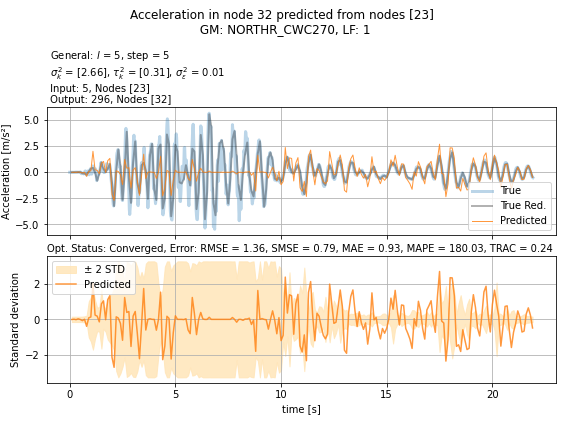 Acceleration in node 32 predicted from nodes [23]
GM: NORTHR_CWC270, LF: 1
General: l = 5, step = 5
σ²ₖ = [2.66], τ²ₖ = [0.31], σ²ε = 0.01
Input: 5, Nodes [23]
Output: 296, Nodes [32]
Acceleration [m/s²]
5.0
2.5
0.0
−2.5
−5.0
True
True Red.
Predicted
Opt. Status: Converged, Error: RMSE = 1.36, SMSE = 0.79, MAE = 0.93, MAPE = 180.03, TRAC = 0.24
Standard deviation
2
0
−2
± 2 STD
Predicted
0
5
10
15
20
time [s]